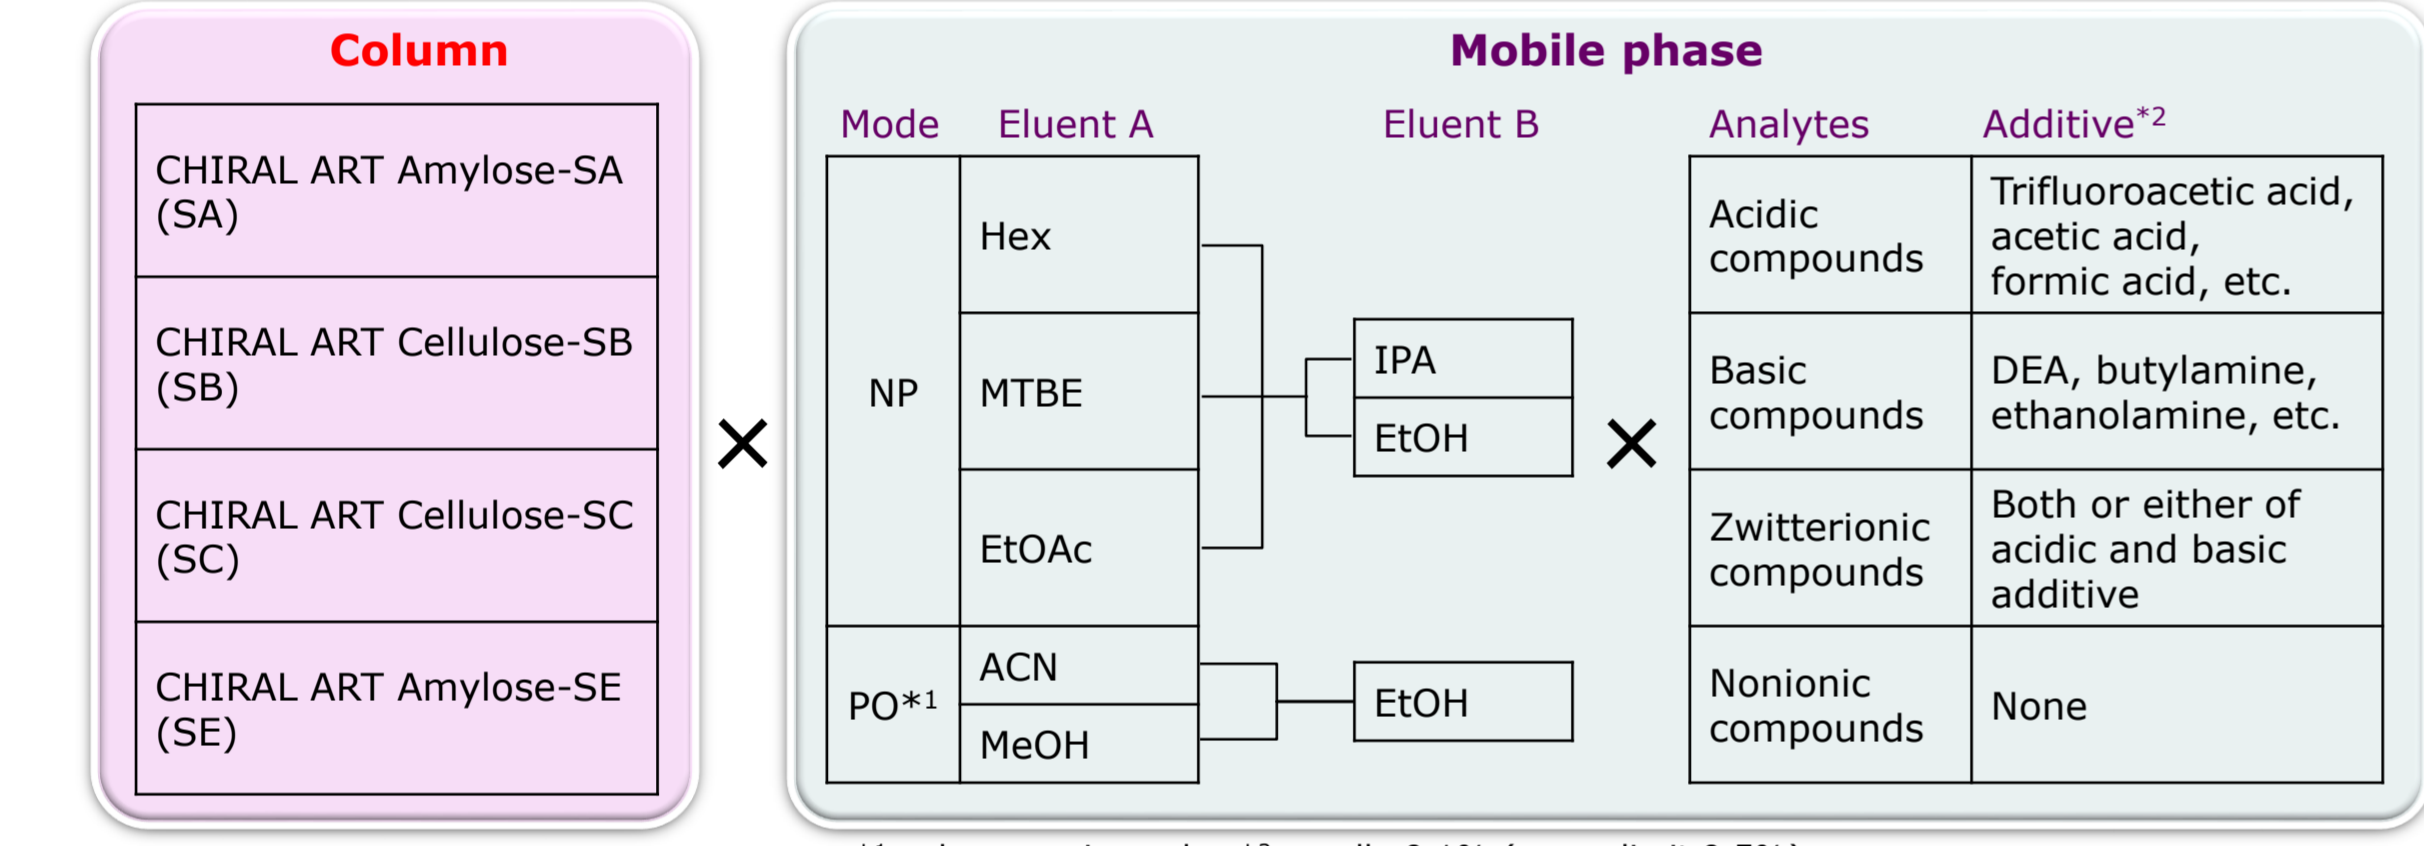 Column
CHIRAL ART Amylose-SA
(SA)
CHIRAL ART Cellulose-SB
(SB)
CHIRAL ART Cellulose-SC
(SC)
CHIRAL ART Amylose-SE
(SE)
×
Mobile phase
Mode Eluent A Eluent B Analytes Additive*2
NP
Hex
MTBE
EtOAc
IPA
EtOH
PO*1
ACN
MeOH
EtOH
×
Acidic
compounds
Trifluoroacetic acid,
acetic acid,
formic acid, etc.
Basic
compounds
DEA, butylamine,
ethanolamine, etc.
Zwitterionic
compounds
Both or either of
acidic and basic
additive
Nonionic
compounds
None